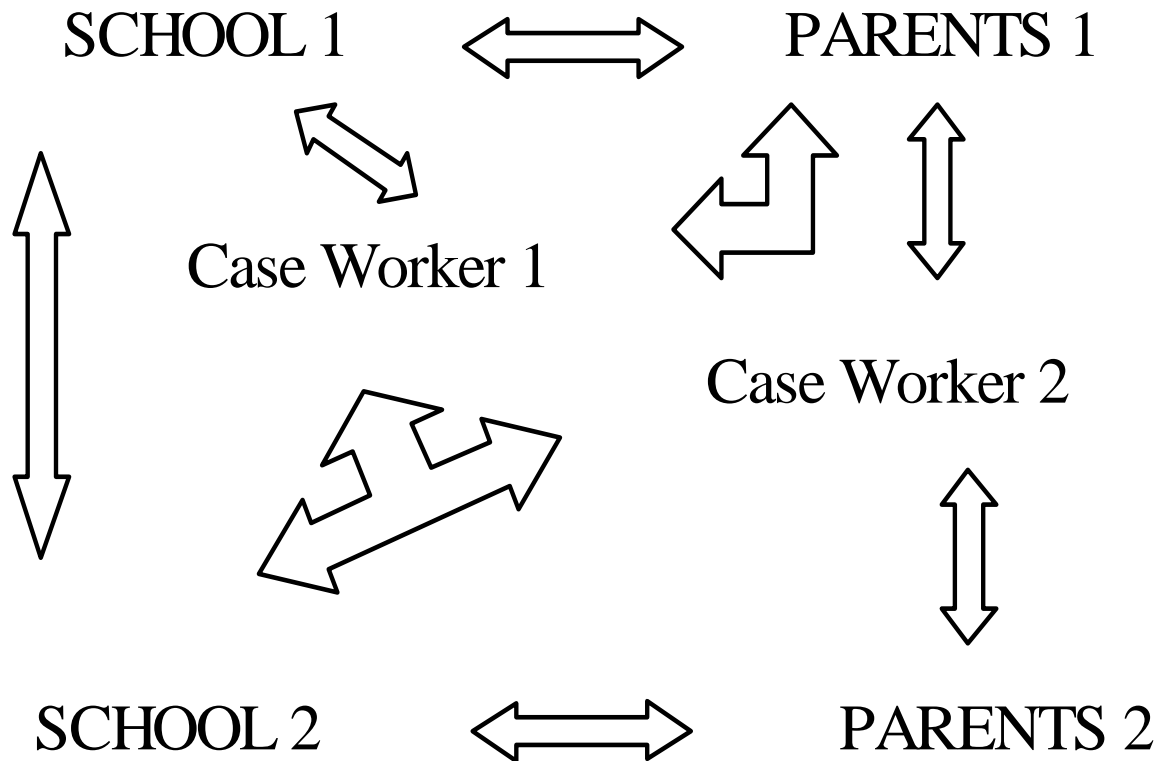 SCHOOL 1
PARENTS 1
Case Worker 1
Case Worker 2
SCHOOL 2
PARENTS 2